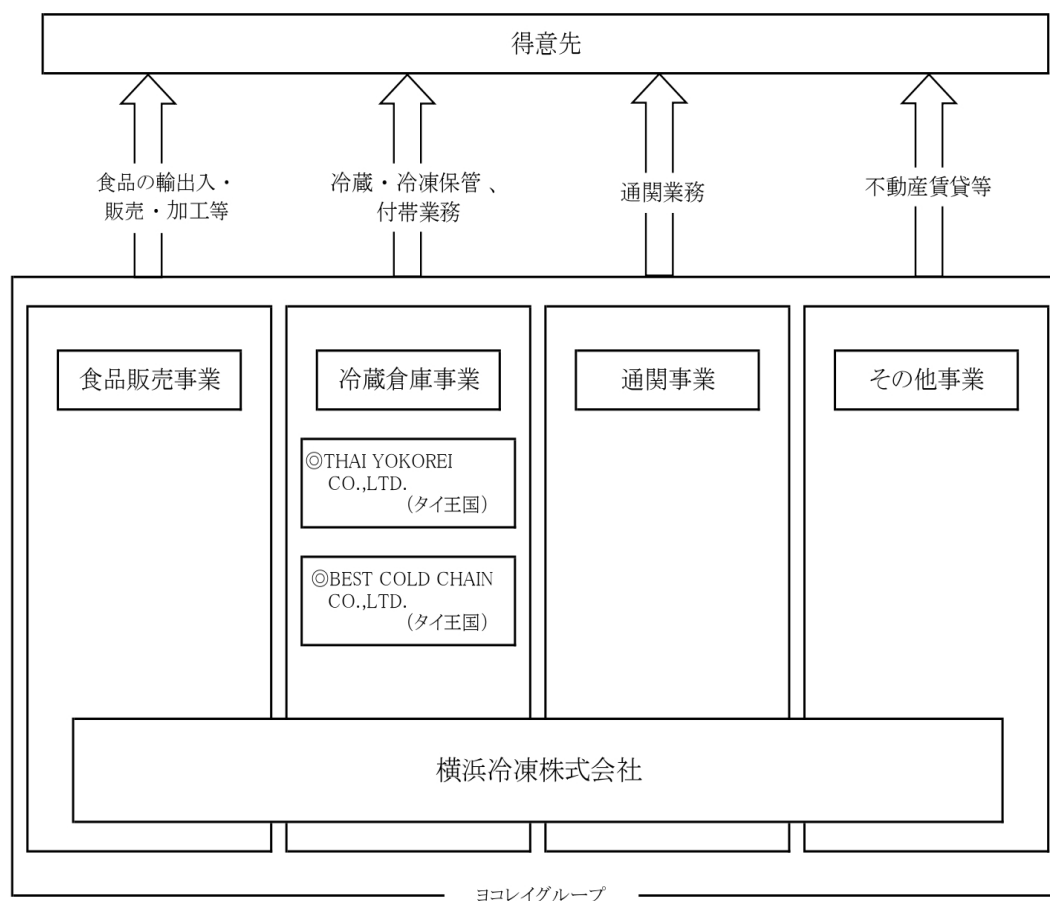 得意先
食品の輸出入・
販売・加工等
冷蔵・冷凍保管、
付帯業務
通関業務
不動産賃貸等
食品販売事業
冷蔵倉庫事業
通関事業
その他事業
◎THAI YOKOREI
CO.,LTD.
(タイ王国)
◎BEST COLD CHAIN
CO.,LTD.
(タイ王国)
横浜冷凍株式会社
ヨコレイグループ